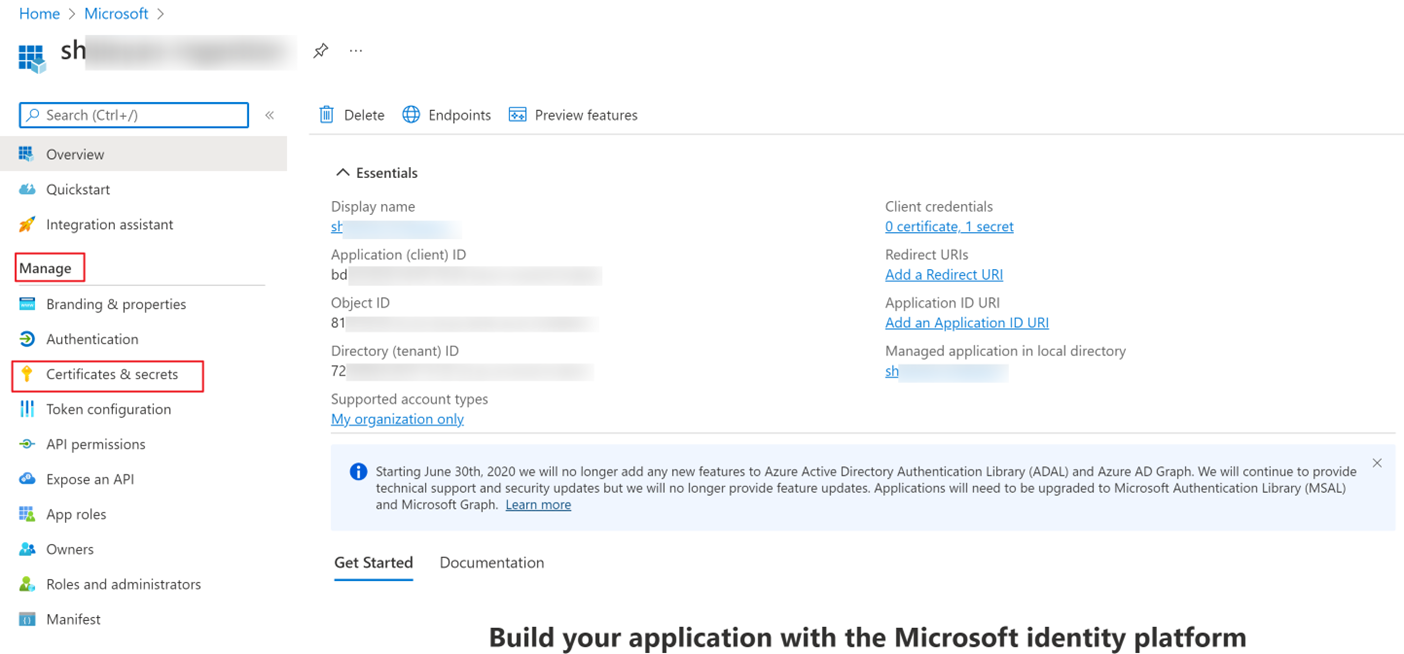 Home > Microsoft >
sh
...
Search (Ctrl+/)
«
Delete
Endpoints
Preview features
Overview
Quickstart
Integration assistant
Manage
Branding & properties
Authentication
Certificates & secrets
Token configuration
API permissions
Expose an API
App roles
Owners
Roles and administrators
Manifest
Essentials
Display name
sh
Application (client) ID
bd
Object ID
81
Directory (tenant) ID
72
Supported account types
My organization only
Client credentials
0 certificate, 1 secret
Redirect URIs
Add a Redirect URI
Application ID URI
Add an Application ID URI
Managed application in local directory
sh
Starting June 30th, 2020 we will no longer add any new features to Azure Active Directory Authentication Library (ADAL) and Azure AD Graph. We will continue to provide
technical support and security updates but we will no longer provide feature updates. Applications will need to be upgraded to Microsoft Authentication Library (MSAL)
and Microsoft Graph. Learn more
Get Started
Documentation
Build your application with the Microsoft identity platform